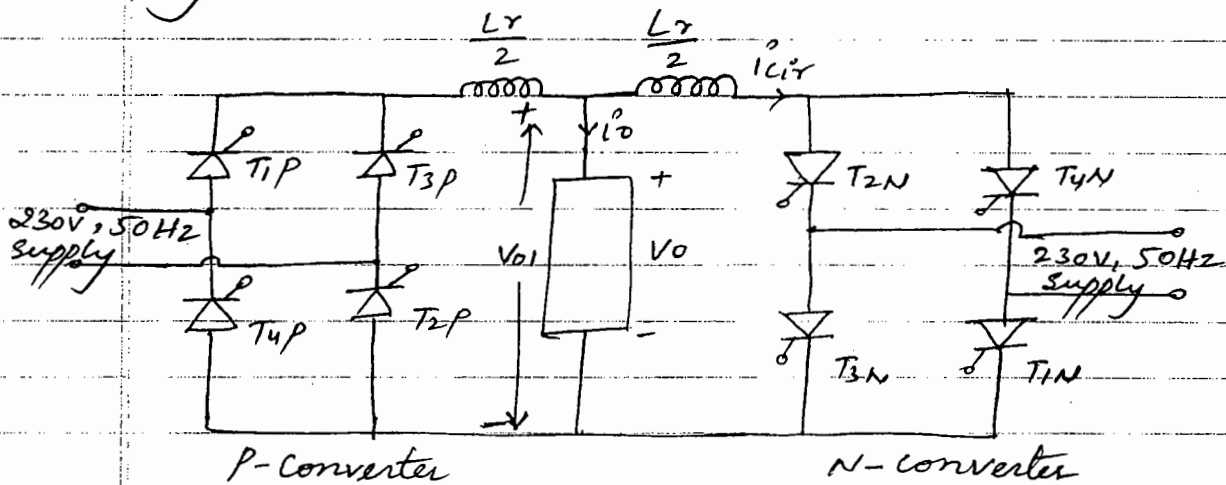 Lr/2 Lr/2
icir
+ io
T1P T3P + T2N T4N
230V, 50HZ
supply
Vo1 Vo
230V, 50HZ
supply
T4P T2P - T3N T1N
-
P-Converter N-converter